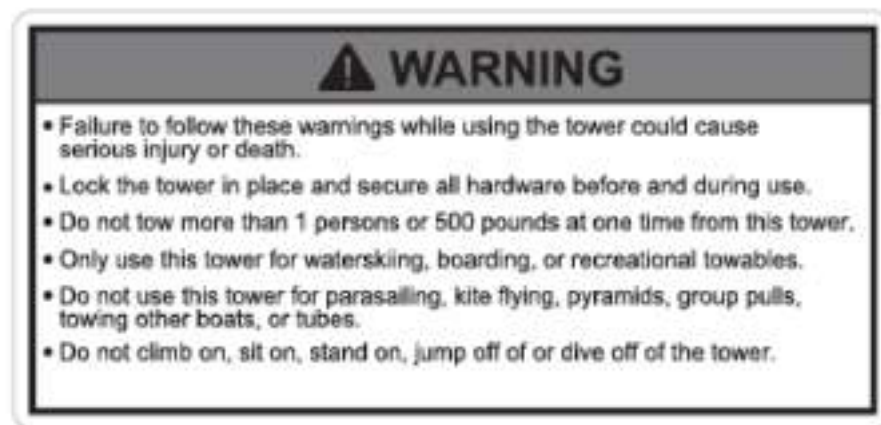 WARNING
• Failure to follow these warnings while using the tower could cause
serious injury or death.
• Lock the tower in place and secure all hardware before and during use.
• Do not tow more than 1 persons or 500 pounds at one time from this tower.
• Only use this tower for waterskiing, boarding, or recreational towables.
• Do not use this tower for parasailing, kite flying, pyramids, group pulls,
towing other boats, or tubes.
• Do not climb on, sit on, stand on, jump off of or dive off of the tower.